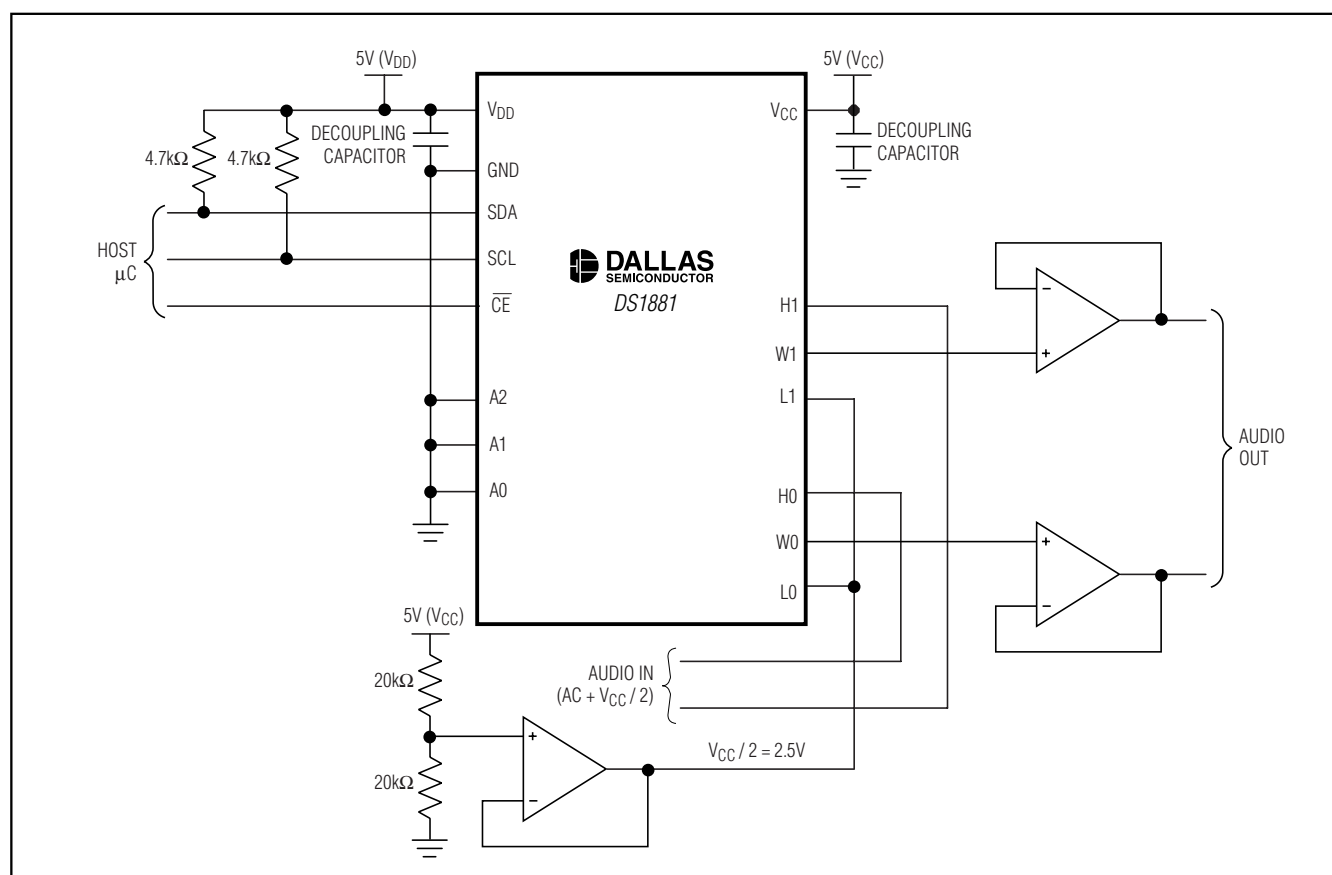 5V (VDD)
5V (VCC)
VDD
VCC
DECOUPLING
CAPACITOR
DECOUPLING
CAPACITOR
4.7kΩ
4.7kΩ
GND
SDA
HOST
μC
SCL
CE
DALLAS
SEMICONDUCTOR
DS1881
H1
W1
L1
A2
A1
A0
H0
W0
L0
-
+
+
-
AUDIO
OUT
5V (VCC)
20kΩ
20kΩ
AUDIO IN
(AC + VCC / 2)
+
-
VCC / 2 = 2.5V